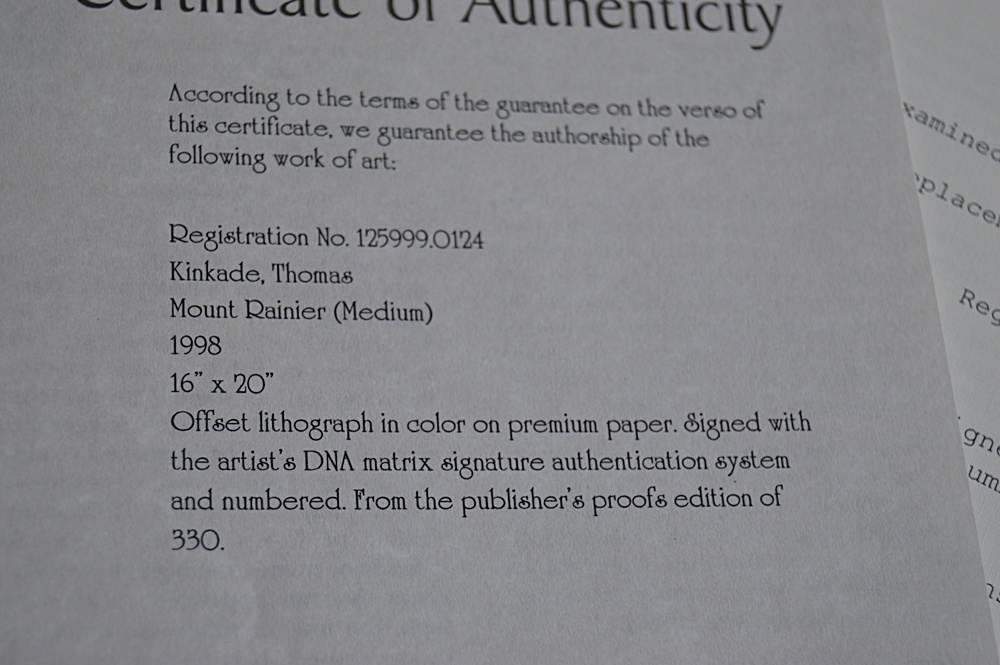 Certificate of Authenticity
According to the terms of the guarantee on the verso of
this certificate, we guarantee the authorship of the
following work of art:
Registration No. 125999.0124
Kinkade, Thomas
Mount Rainier (Medium)
1998
16” x 20”
Offset lithograph in color on premium paper. Signed with
the artist's DNA matrix signature authentication system
and numbered. From the publisher's proofs edition of
330.